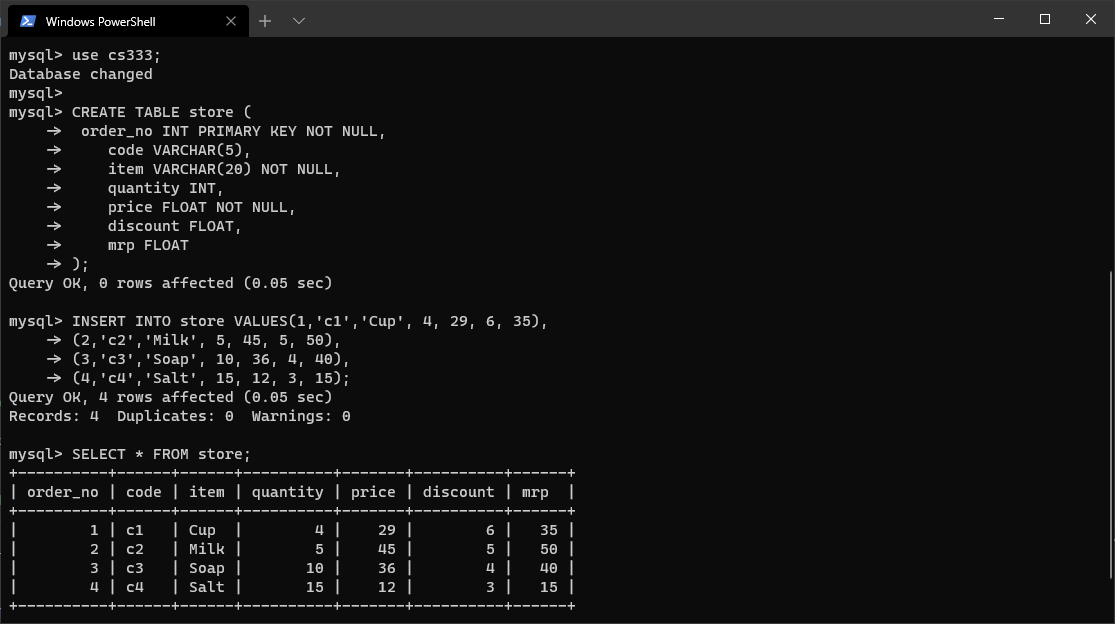 Windows PowerShell
mysql> use cs333;
Database changed
mysql>
mysql> CREATE TABLE store (
    → order_no INT PRIMARY KEY NOT NULL,
    →     code VARCHAR(5),
    →     item VARCHAR(20) NOT NULL,
    →     quantity INT,
    →     price FLOAT NOT NULL,
    →     discount FLOAT,
    →     mrp FLOAT
    → );
Query OK, 0 rows affected (0.05 sec)
mysql> INSERT INTO store VALUES(1,'c1','Cup', 4, 29, 6, 35),
    → (2,'c2','Milk', 5, 45, 5, 50),
    → (3,'c3','Soap', 10, 36, 4, 40),
    → (4,'c4','Salt', 15, 12, 3, 15);
Query OK, 4 rows affected (0.05 sec)
Records: 4  Duplicates: 0  Warnings: 0
mysql> SELECT * FROM store;
+----------+------+------+----------+-------+----------+------+
| order_no | code | item | quantity | price | discount | mrp  |
+----------+------+------+----------+-------+----------+------+
|        1 | c1   | Cup  |        4 |    29 |        6 |   35 |
|        2 | c2   | Milk |        5 |    45 |        5 |   50 |
|        3 | c3   | Soap |       10 |    36 |        4 |   40 |
|        4 | c4   | Salt |       15 |    12 |        3 |   15 |
+----------+------+------+----------+-------+----------+------+